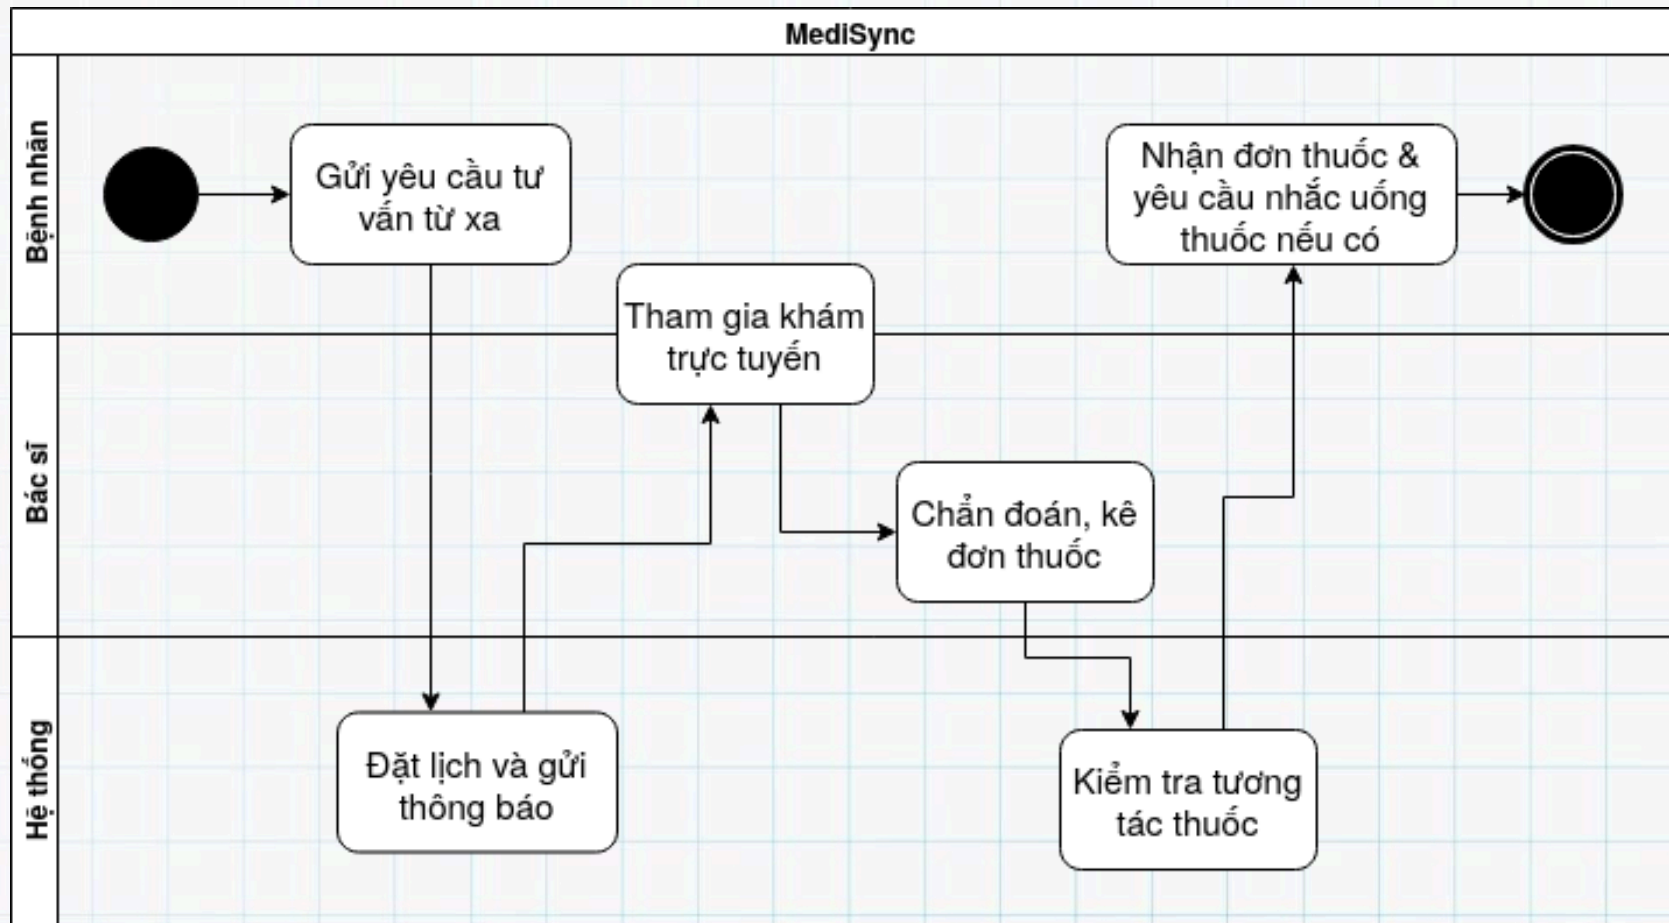 MediSync
Bệnh nhân
Gửi yêu cầu tư
vấn từ xa
Nhận đơn thuốc &
yêu cầu nhắc uống
thuốc nếu có
Tham gia khám
trực tuyến
Bác sĩ
Chẩn đoán, kê
đơn thuốc
Hệ thống
Đặt lịch và gửi
thông báo
Kiểm tra tương
tác thuốc